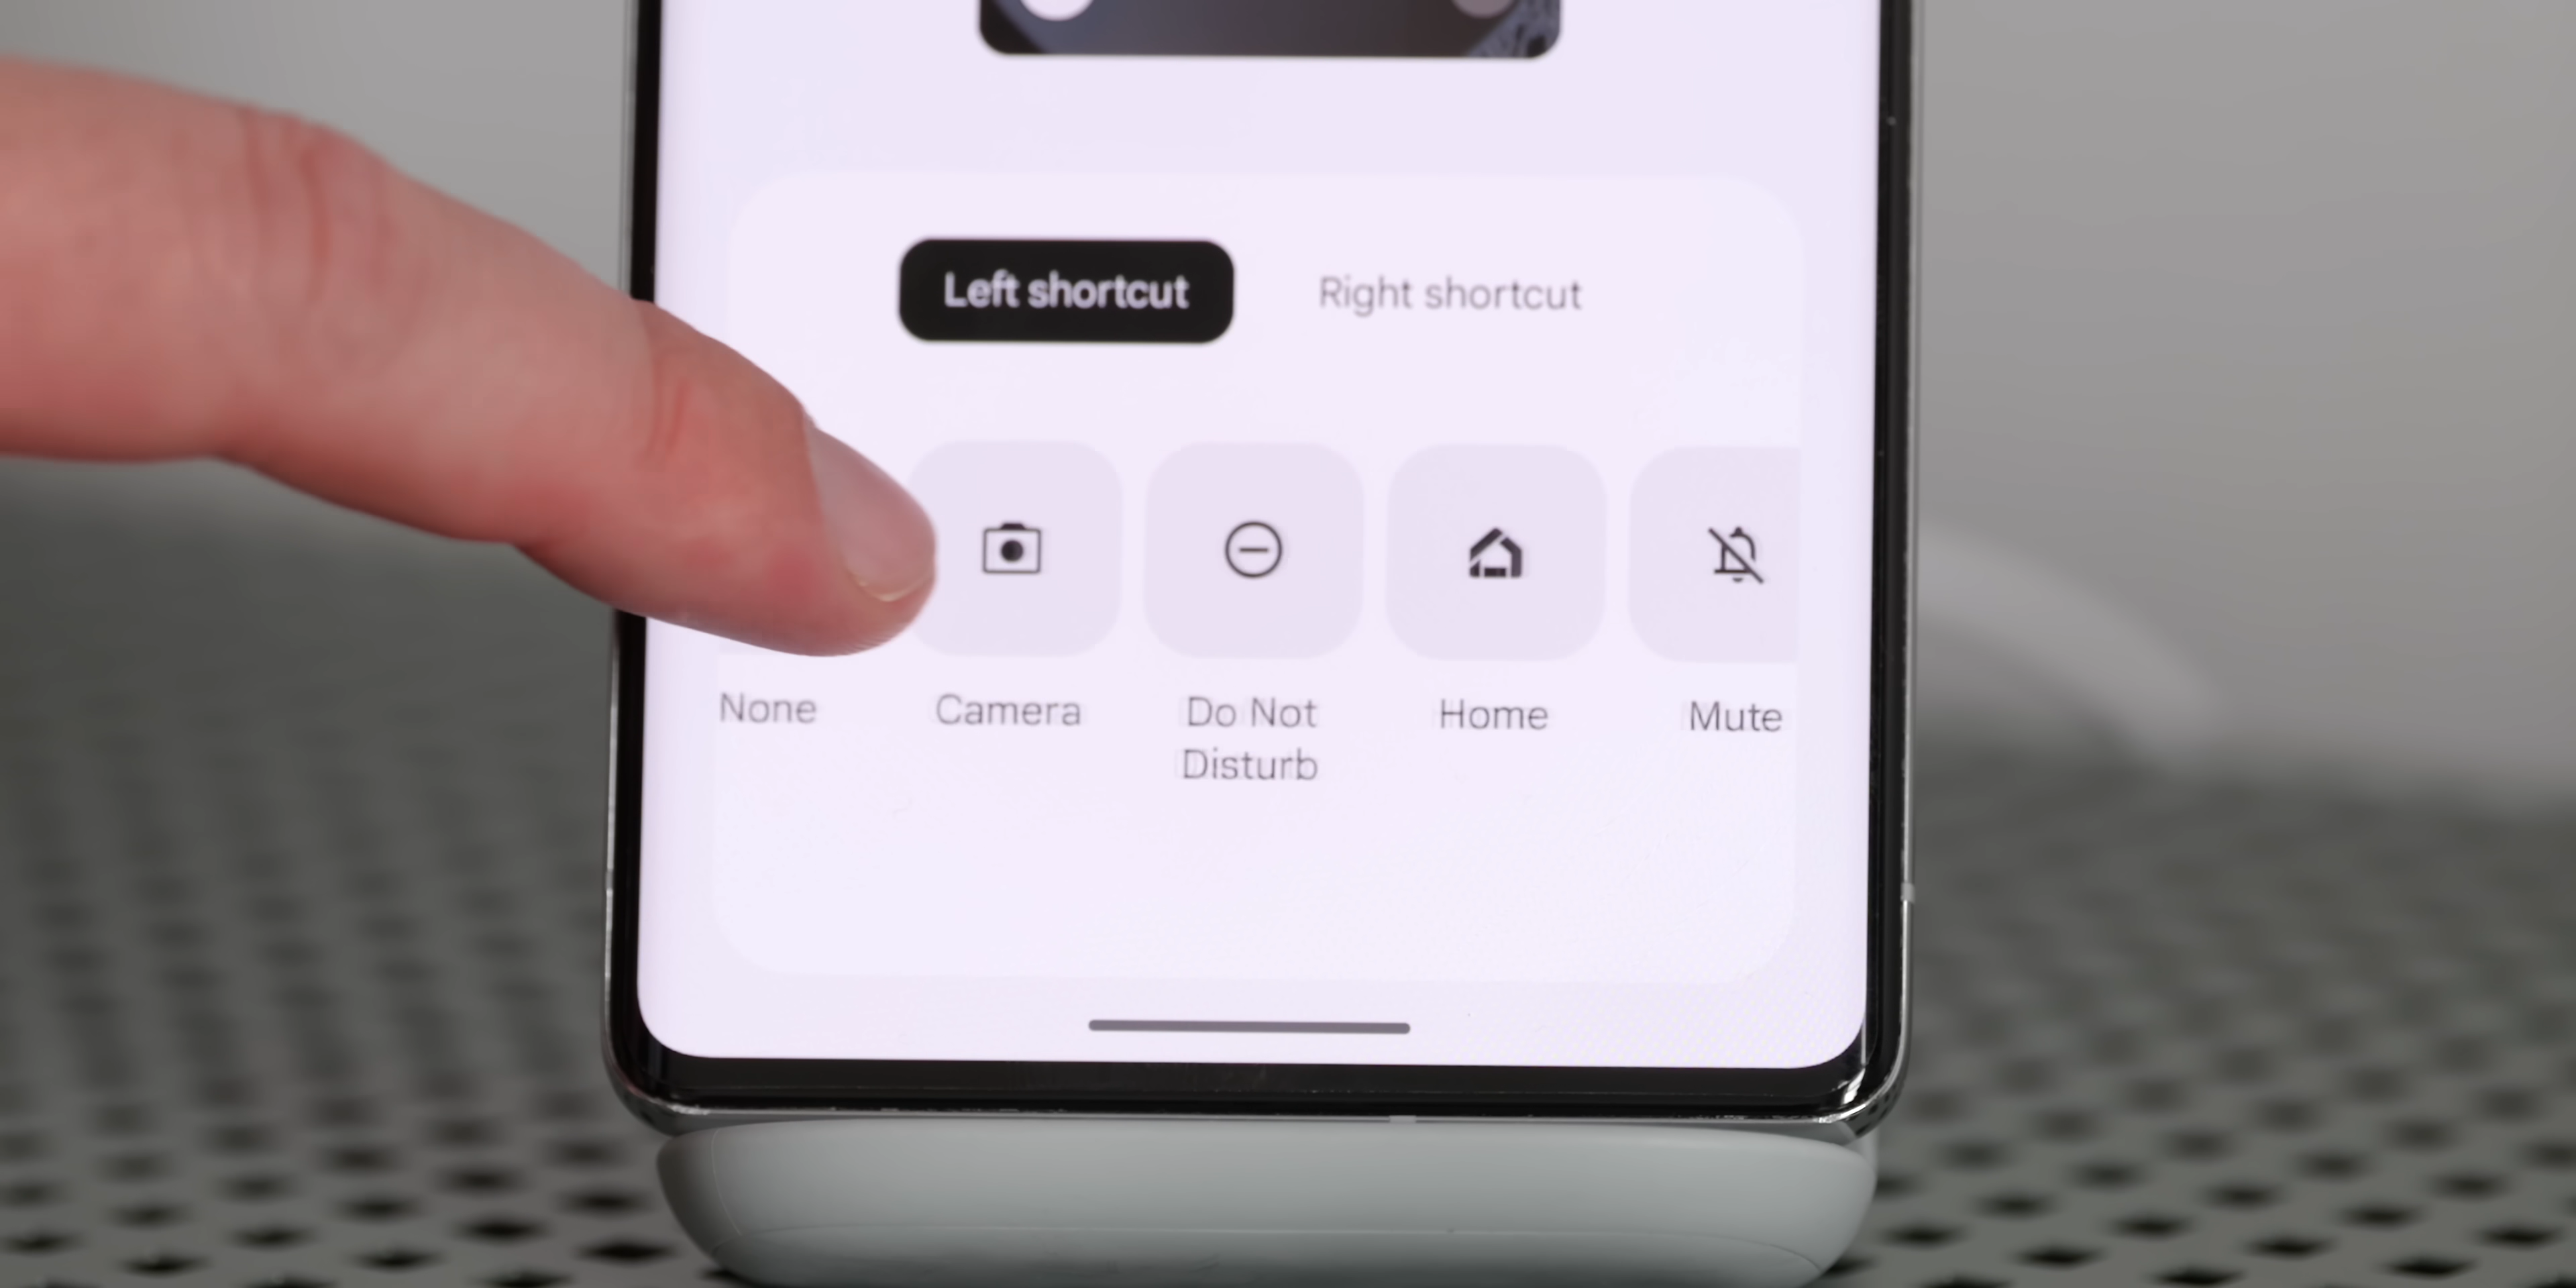 Left shortcut
Right shortcut
None
Camera
Do Not
Disturb
Home
Mute